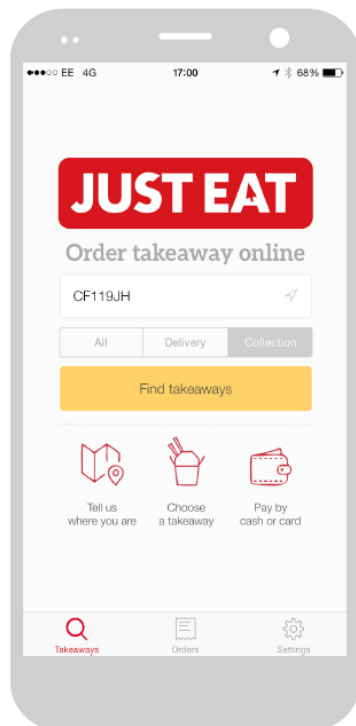 EE 4G 17:00 68%
JUST EAT
Order takeaway online
CF119JH
All Delivery Collection
Find takeaways
Tell us Choose Pay by
where you are a takeaway cash or card
Takeaways Orders Settings